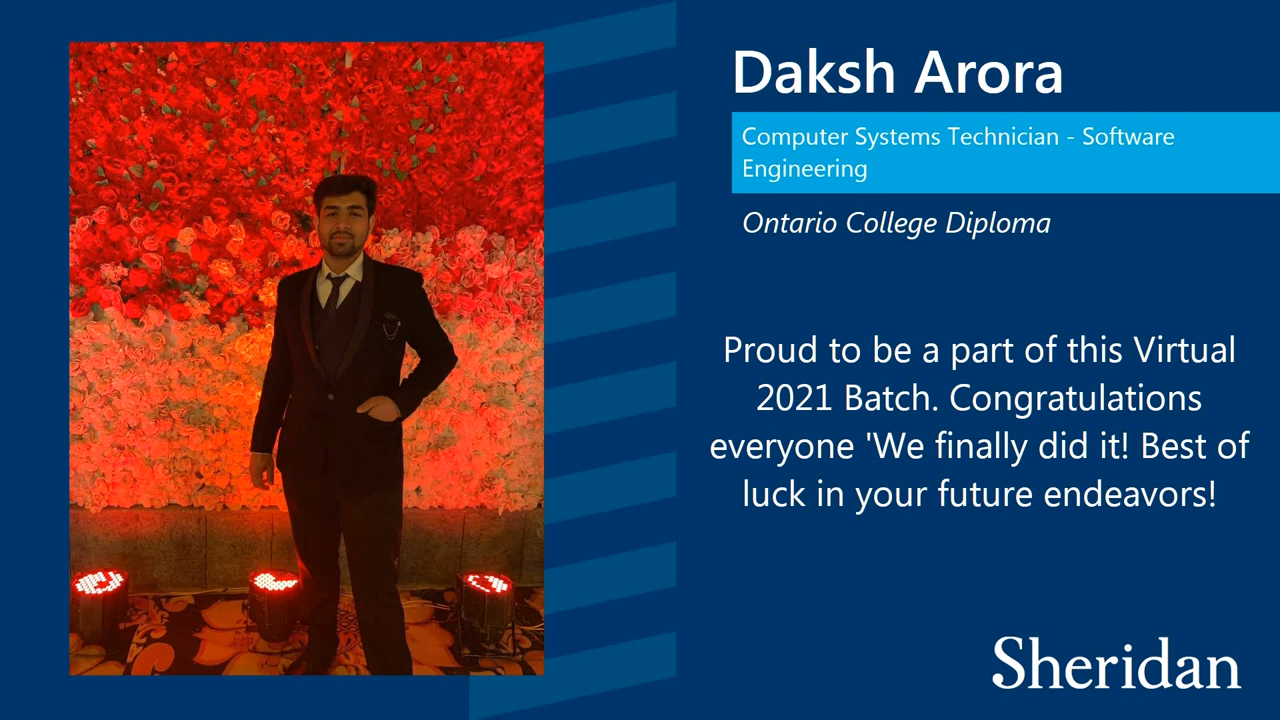 Daksh Arora
Computer Systems Technician - Software
Engineering
Ontario College Diploma
Proud to be a part of this Virtual
2021 Batch. Congratulations
everyone 'We finally did it! Best of
luck in your future endeavors!
Sheridan